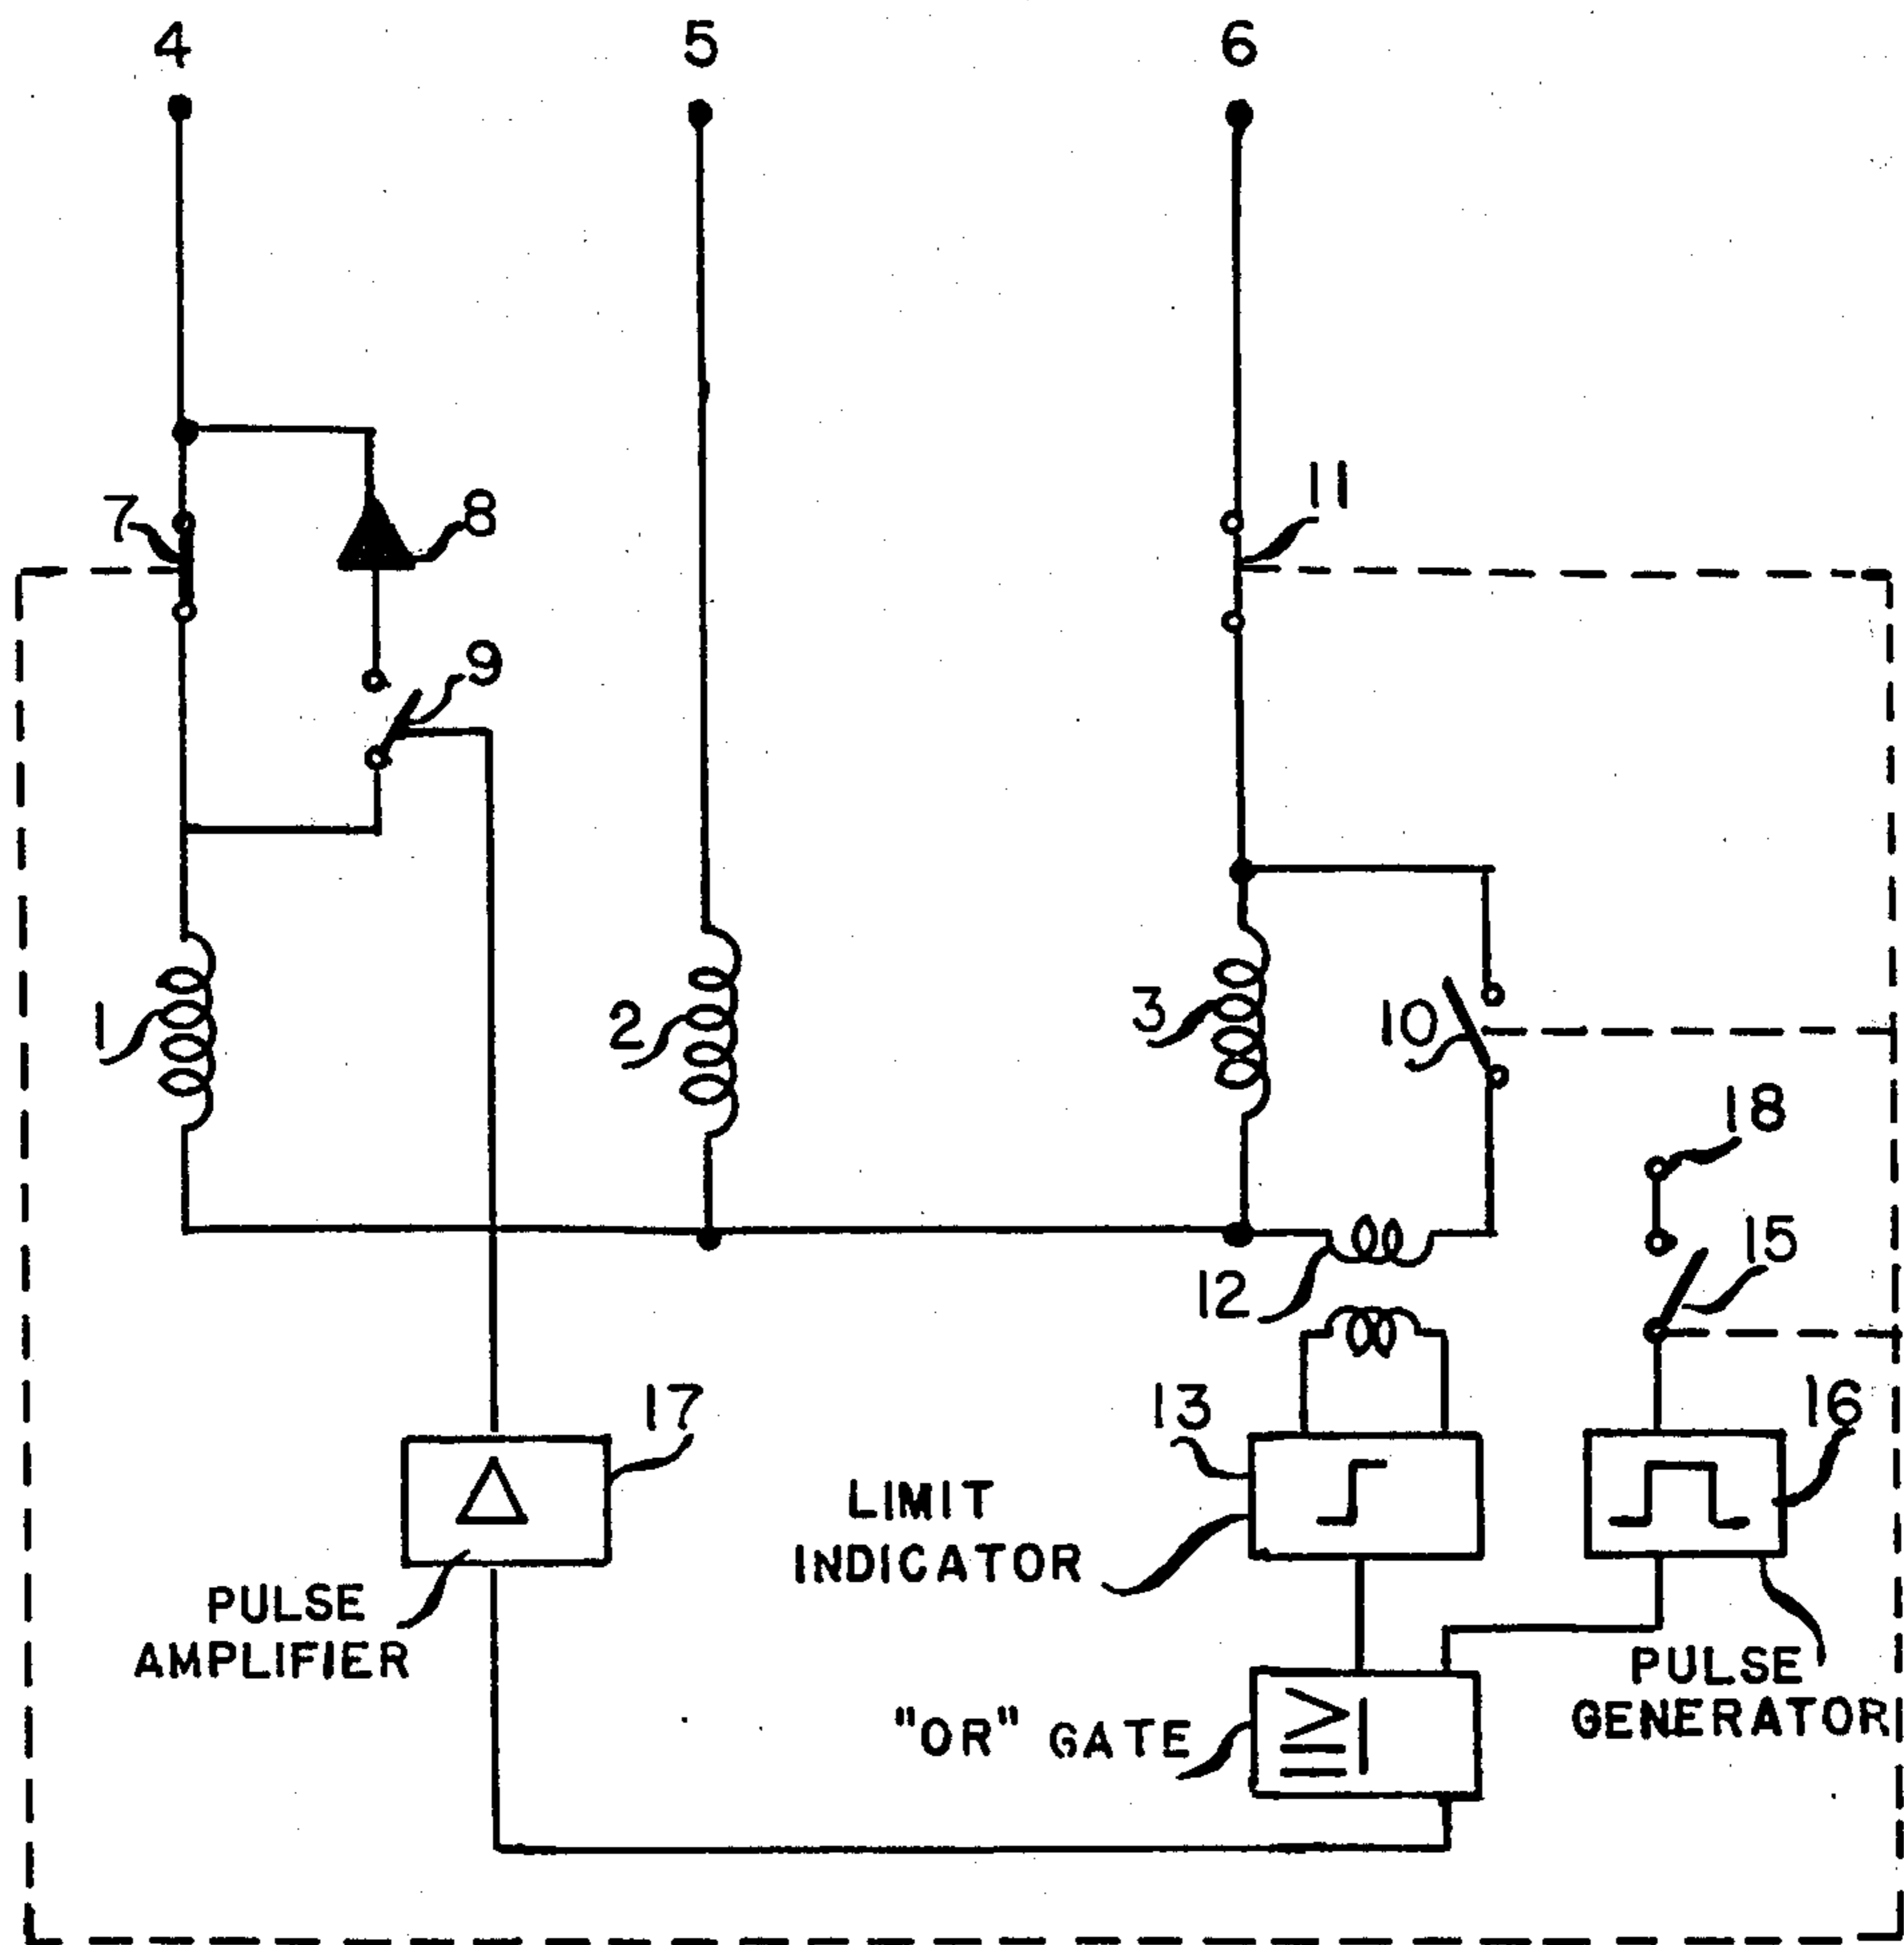 4 5 6
7
8
11
9
1
2
3
10
18
15
12
17
13
16
LIMIT
INDICATOR
PULSE
AMPLIFIER
PULSE
GENERATOR
"OR" GATE
≥1